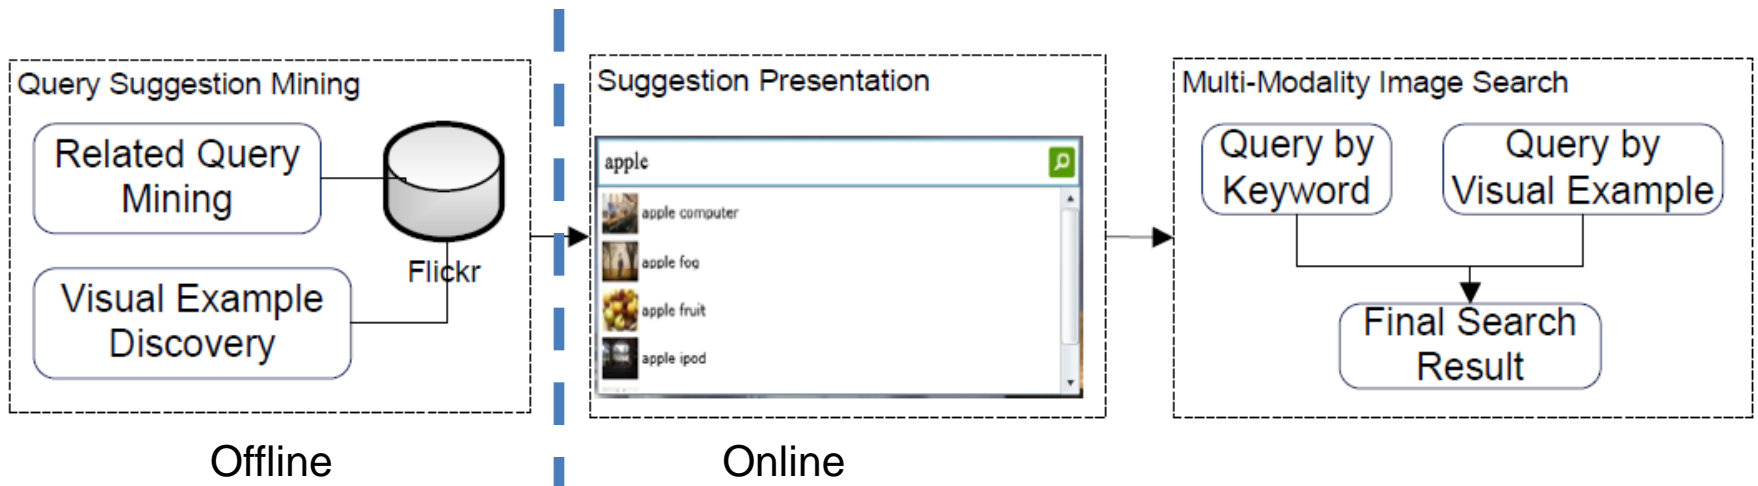 Query Suggestion Mining
Related Query
Mining
Flickr
Visual Example
Discovery
Offline
Suggestion Presentation
apple
apple computer
apple fog
apple fruit
apple ipod
Online
Multi-Modality Image Search
Query by
Keyword
Query by
Visual Example
Final Search
Result